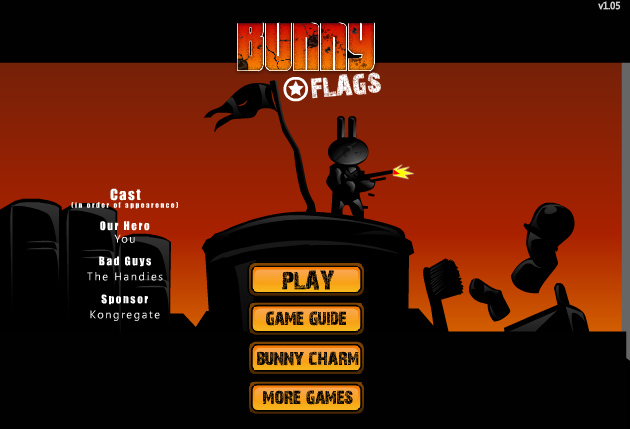 v1.05
BUNNY
FLAGS
Cast
(in order of appearence)
Our Hero
You
Bad Guys
The Handies
Sponsor
Kongregate
PLAY
GAME GUIDE
BUNNY CHARM
MORE GAMES